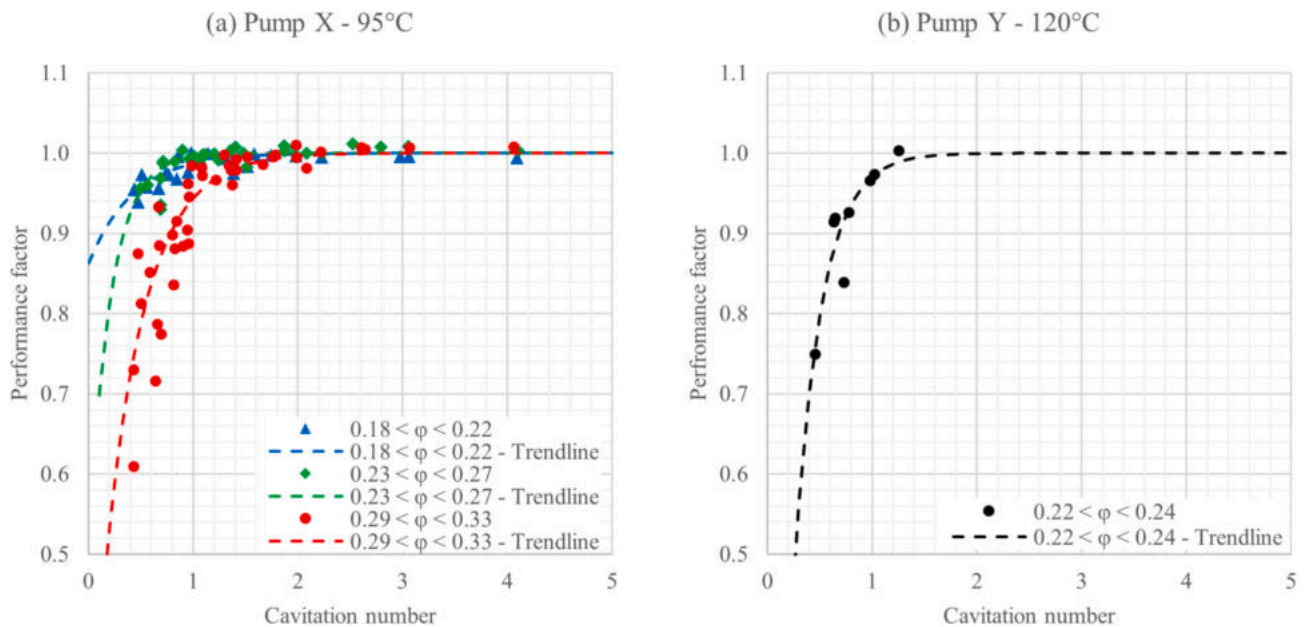 (a) Pump X - 95°C
1.1
1.0
0.9
0.8
0.7
0.6
0.5
Performance factor
0.18 < φ < 0.22
0.18 < φ < 0.22 - Trendline
0.23 < φ < 0.27
0.23 < φ < 0.27 - Trendline
0.29 < φ < 0.33
0.29 < φ < 0.33 - Trendline
0 1 2 3 4 5
Cavitation number
(b) Pump Y - 120°C
1.1
1.0
0.9
0.8
0.7
0.6
0.5
Perfromance factor
0.22 < φ < 0.24
0.22 < φ < 0.24 - Trendline
0 1 2 3 4 5
Cavitation number